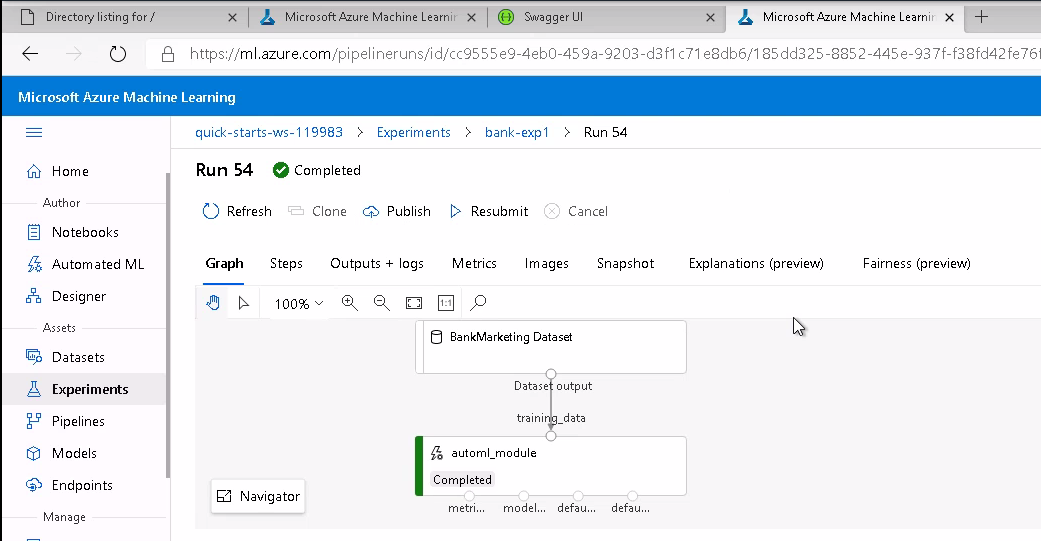 Directory listing for /
Microsoft Azure Machine Learnin
Swagger UI
Microsoft Azure Machine Learnin
https://ml.azure.com/pipelineruns/id/cc9555e9-4eb0-459a-9203-d3f1c71e8db6/185dd325-8852-445e-937f-f38fd42fe76f
Microsoft Azure Machine Learning
quick-starts-ws-119983 > Experiments > bank-exp1 > Run 54
Run 54 Completed
Home
Author
Notebooks
Automated ML
Designer
Assets
Datasets
Experiments
Pipelines
Models
Endpoints
Manage
Refresh Clone Publish Resubmit Cancel
Graph Steps Outputs + logs Metrics Images Snapshot Explanations (preview) Fairness (preview)
100% 1:1
BankMarketing Dataset
Dataset output
training_data
automl_module
Completed
metri... model... defau... defau...
Navigator